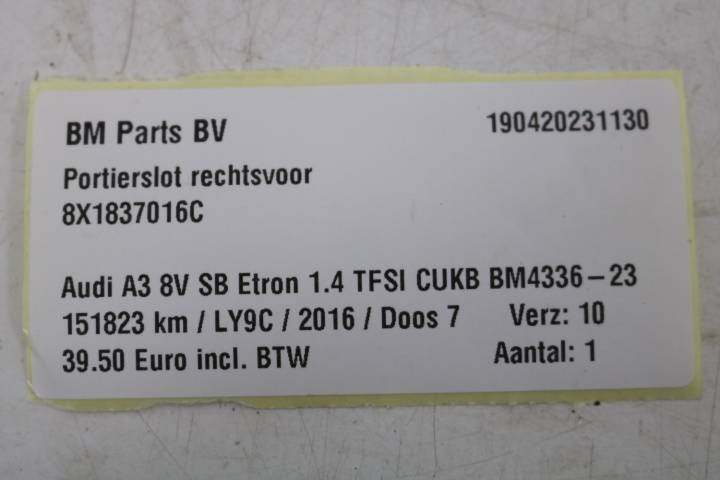 BM Parts BV 190420231130
Portierslot rechtsvoor
8X1837016C
Audi A3 8V SB Etron 1.4 TFSI CUKB BM4336-23
151823 km / LY9C / 2016 / Doos 7 Verz: 10
39.50 Euro incl. BTW Aantal: 1